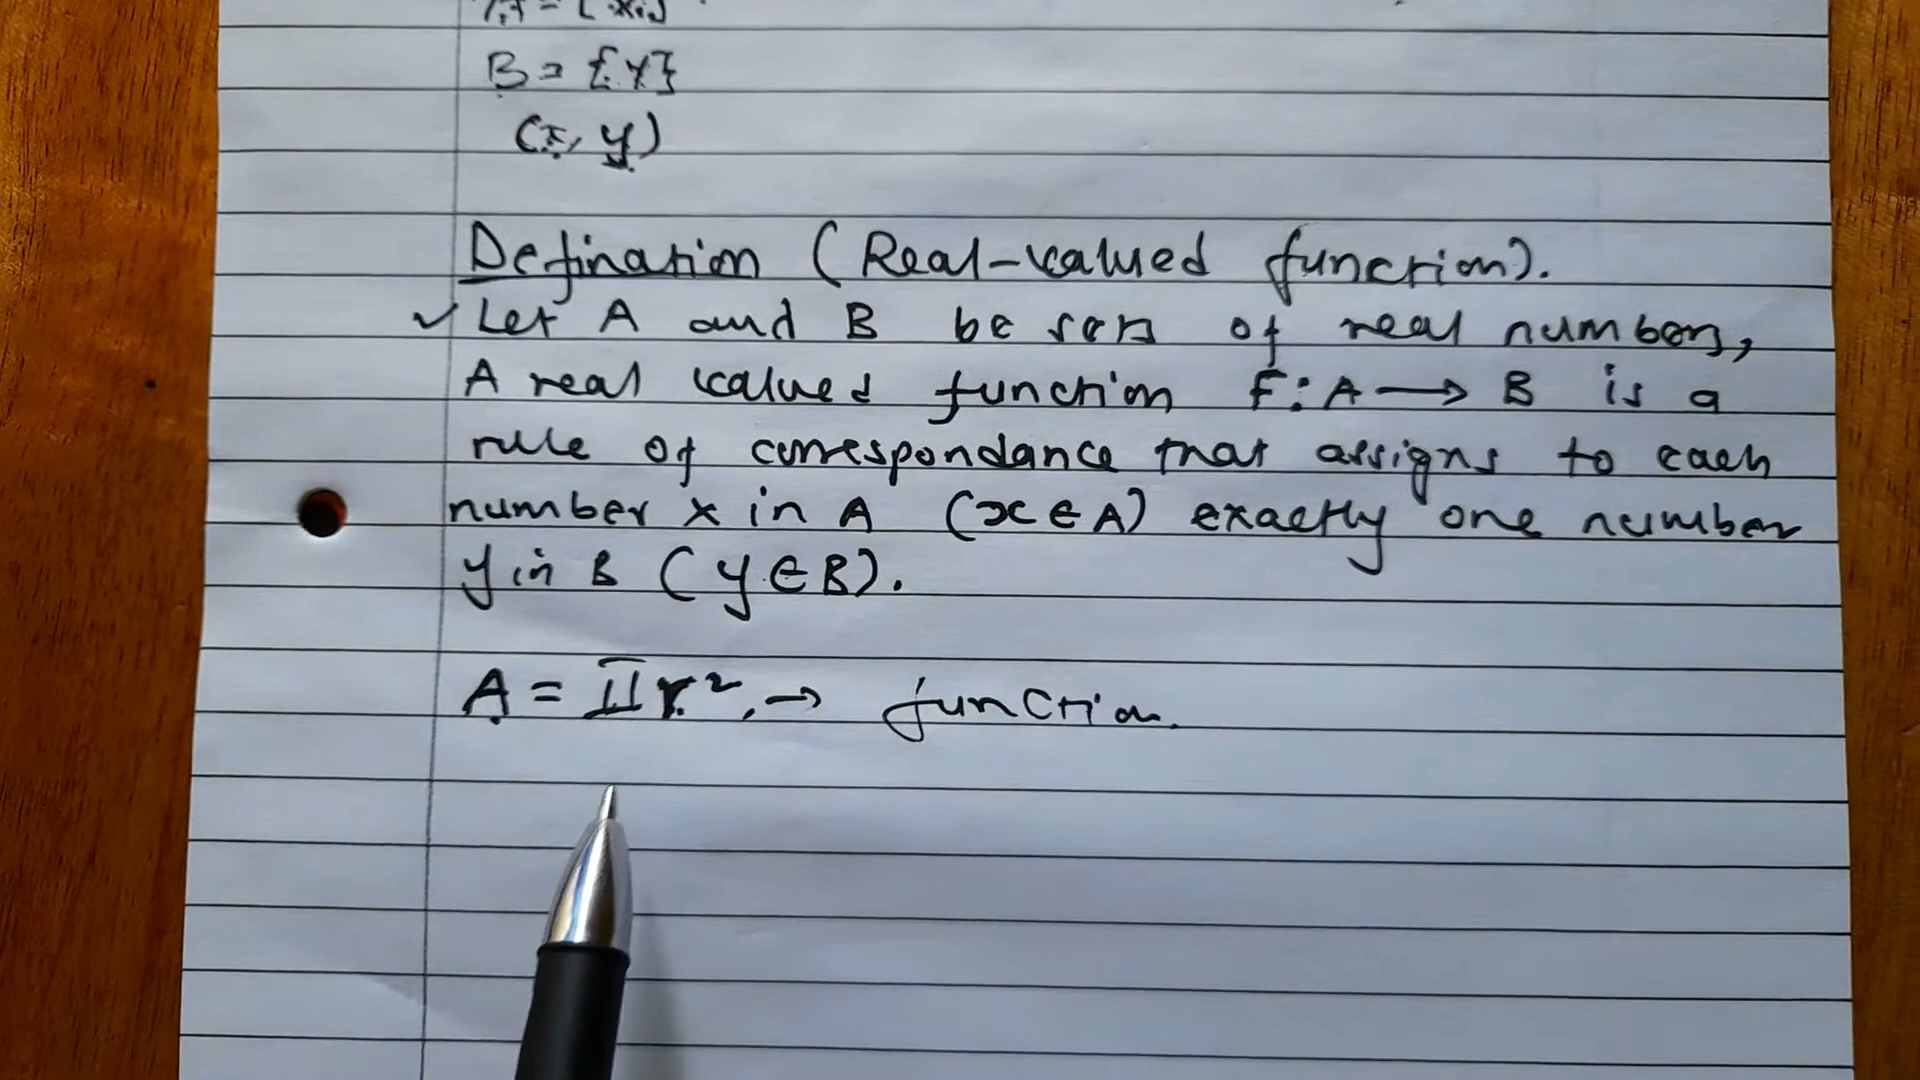 B = {Y}
(x, y)
Defination (Real-valued function).
✓ Let A and B be sets of real numbers,
A real valued function F: A → B is a
rule of correspondance that assigns to each
number x in A (x ∈ A) exactly one number
y in B (y ∈ B).
A = Πr², → function.